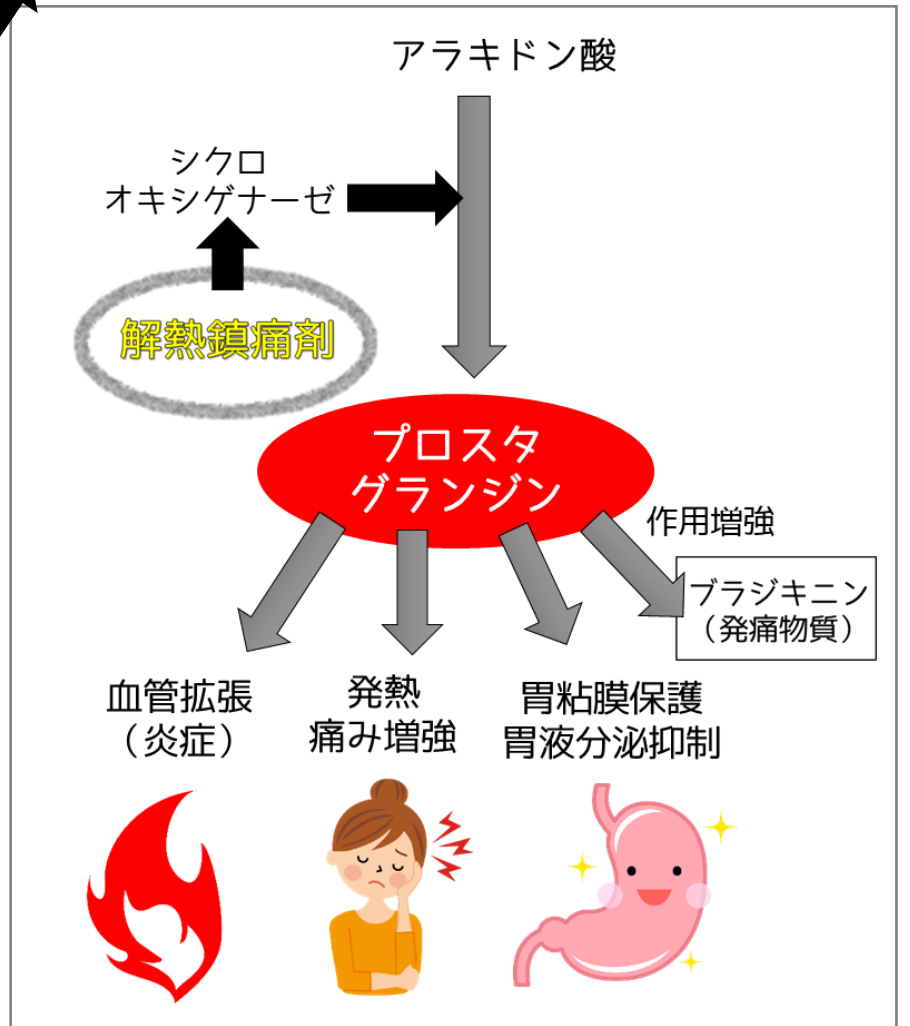 アラキドン酸
シクロ
オキシゲナーゼ
解熱鎮痛剤
プロスタ
グランジン
作用増強
ブラジキニン
（発痛物質）
血管拡張
（炎症）
発熱
痛み増強
胃粘膜保護
胃液分泌抑制